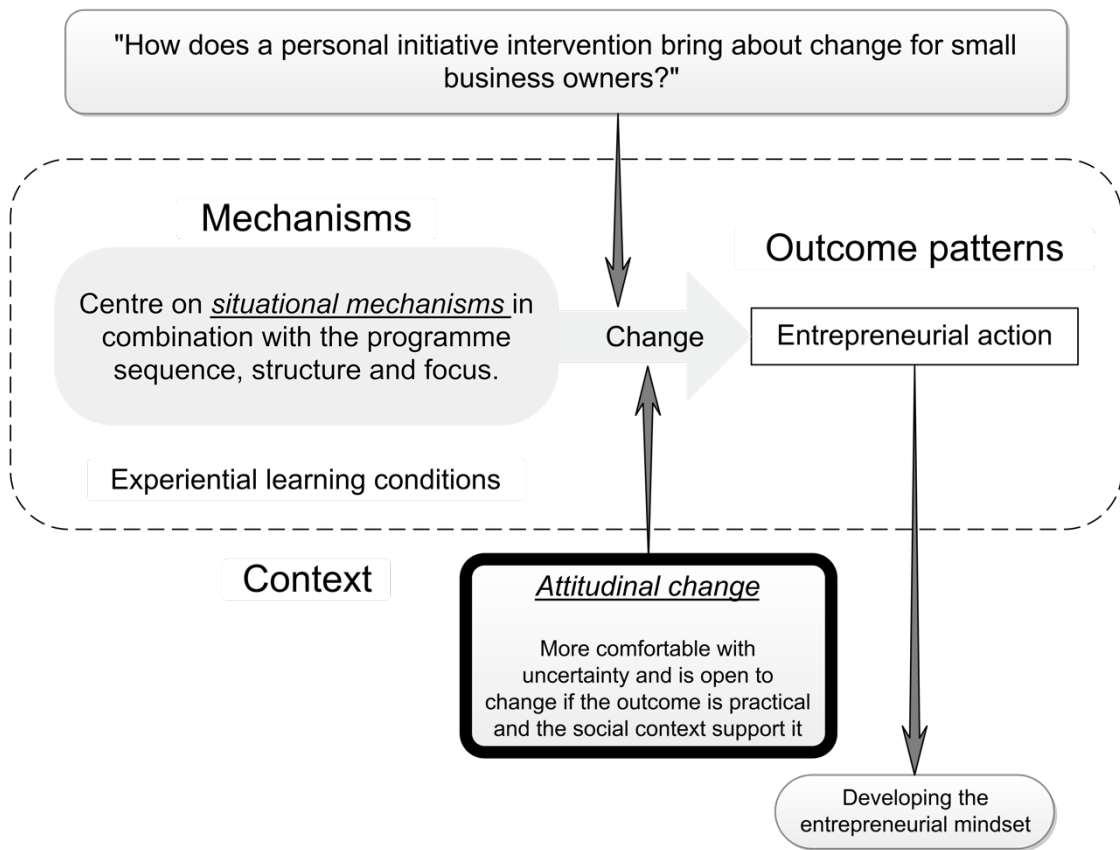 "How does a personal initiative intervention bring about change for small
business owners?"
Mechanisms
Outcome patterns
Centre on situational mechanisms in
combination with the programme
sequence, structure and focus.
Change
Entrepreneurial action
Experiential learning conditions
Context
Attitudinal change
More comfortable with
uncertainty and is open to
change if the outcome is practical
and the social context support it
Developing the
entrepreneurial mindset